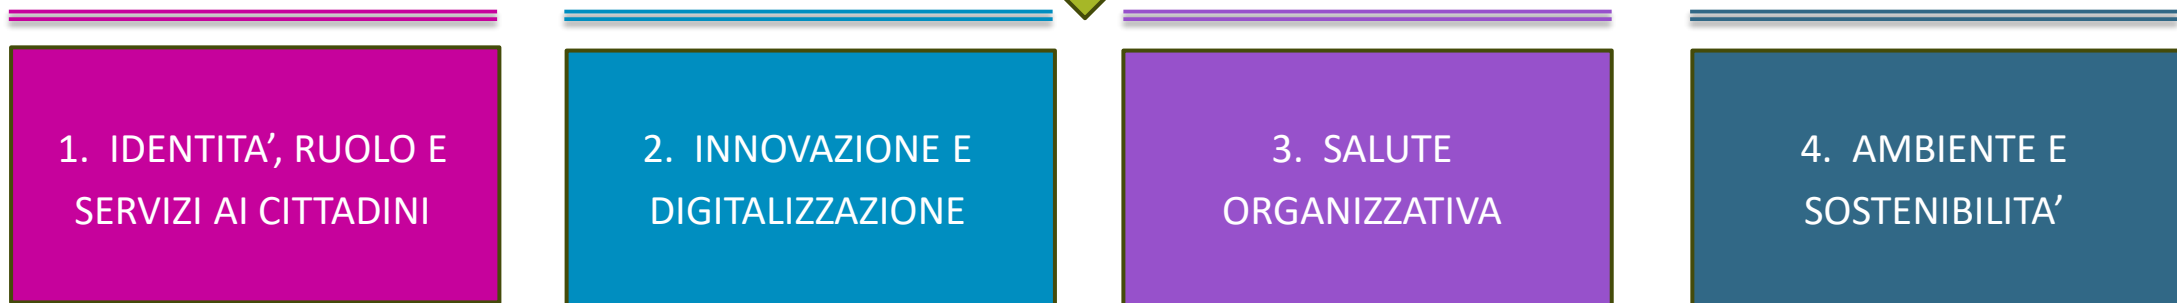 1. IDENTITA’, RUOLO E
SERVIZI AI CITTADINI
2. INNOVAZIONE E
DIGITALIZZAZIONE
3. SALUTE
ORGANIZZATIVA
4. AMBIENTE E
SOSTENIBILITA’